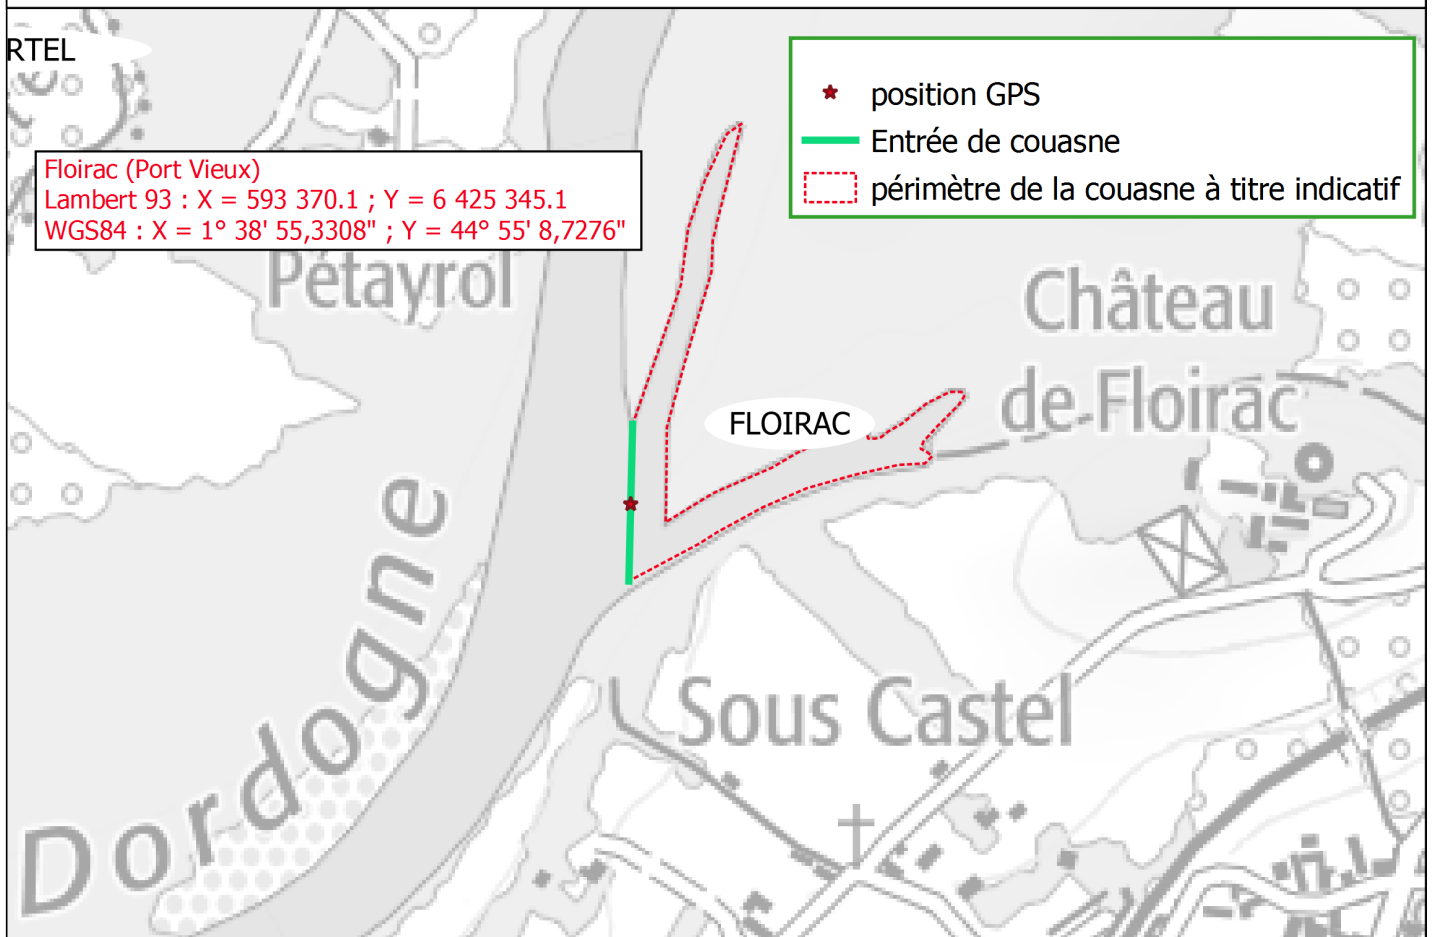 RTEL
position GPS
Entrée de couasne
périmètre de la couasne à titre indicatif
Floirac (Port Vieux)
Lambert 93 : X = 593 370.1 ; Y = 6 425 345.1
WGS84 : X = 1° 38' 55,3308" ; Y = 44° 55' 8,7276"
Pétayrol
Château
de Floirac
FLOIRAC
Dordogne
Sous Castel